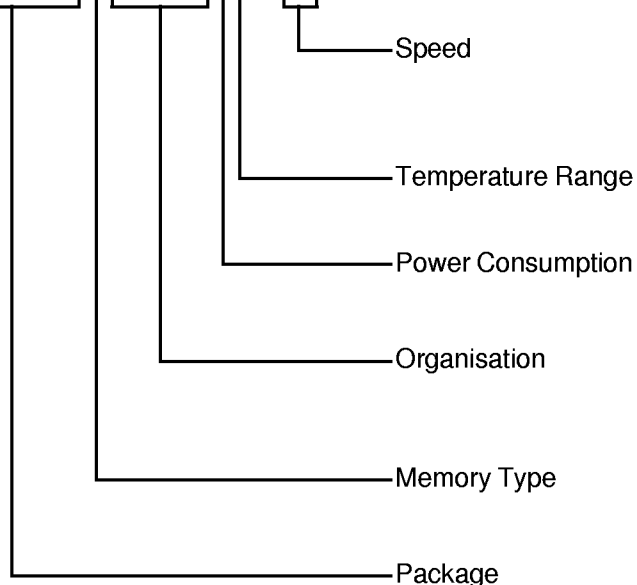 Speed
Temperature Range
Power Consumption
Organisation
Memory Type
Package